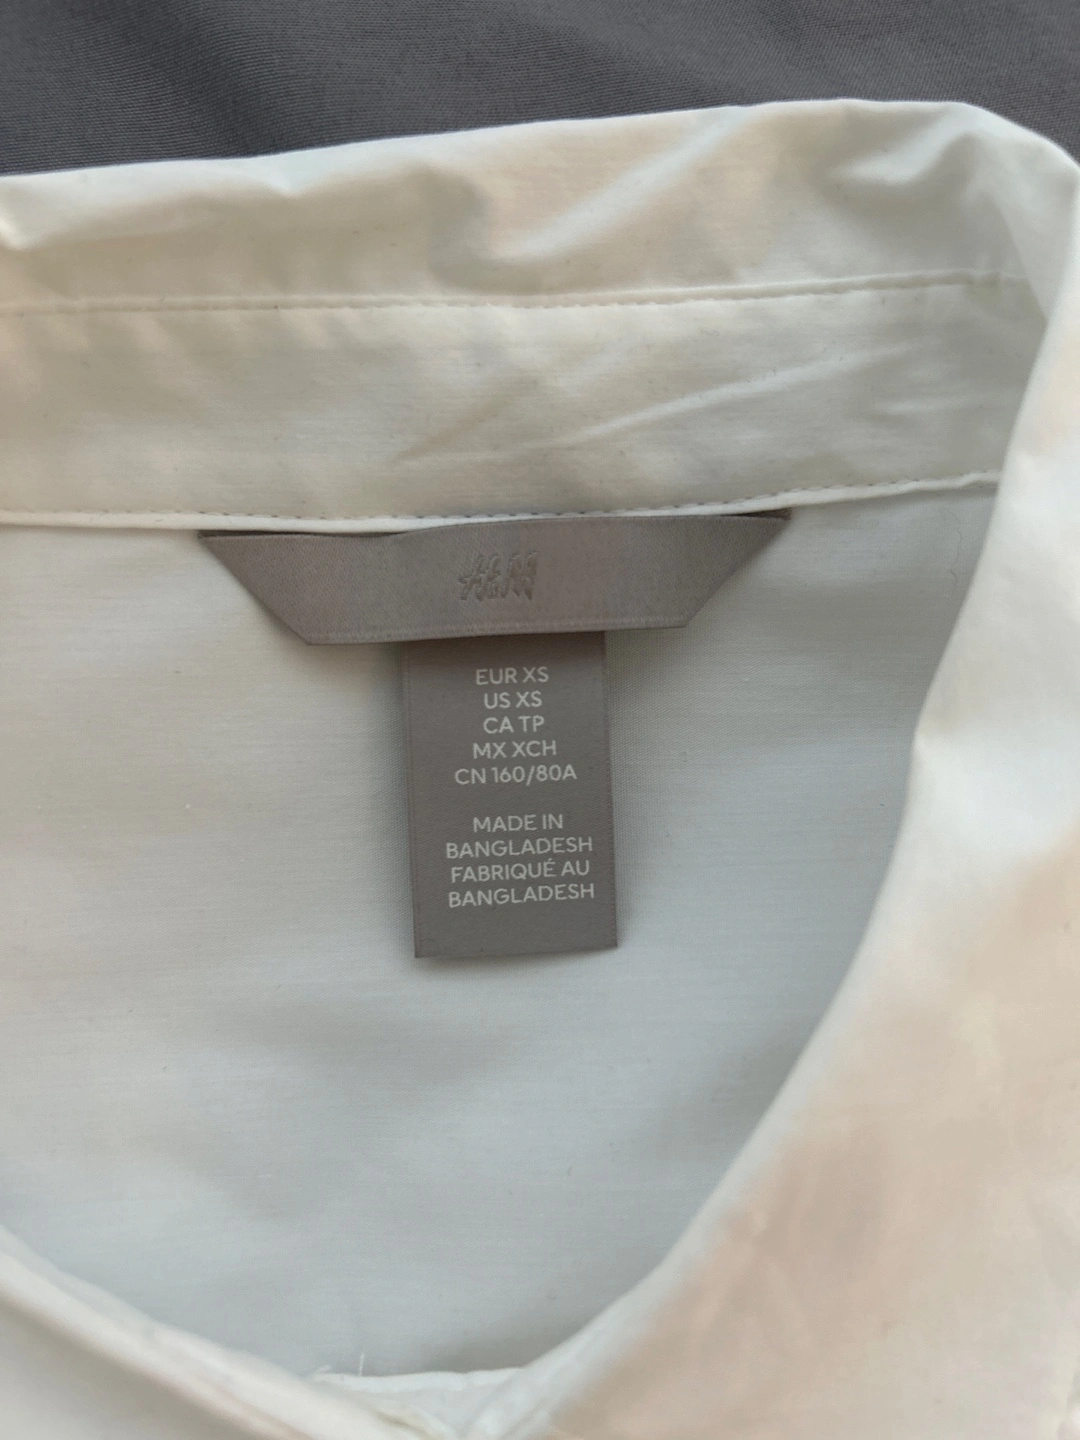 H&M
EUR XS
US XS
CA TP
MX XCH
CN 160/80A
MADE IN
BANGLADESH
FABRIQUÉ AU
BANGLADESH